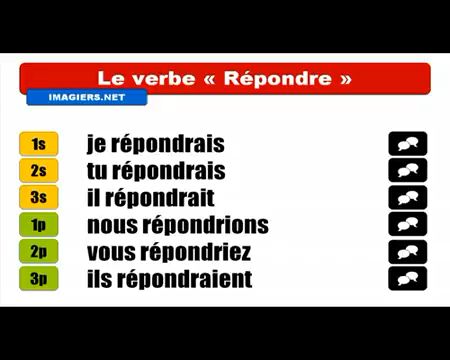 Le verbe « Répondre »
IMAGIERS.NET
1s je répondrais
2s tu répondrais
3s il répondrait
1p nous répondrions
2p vous répondriez
3p ils répondraient